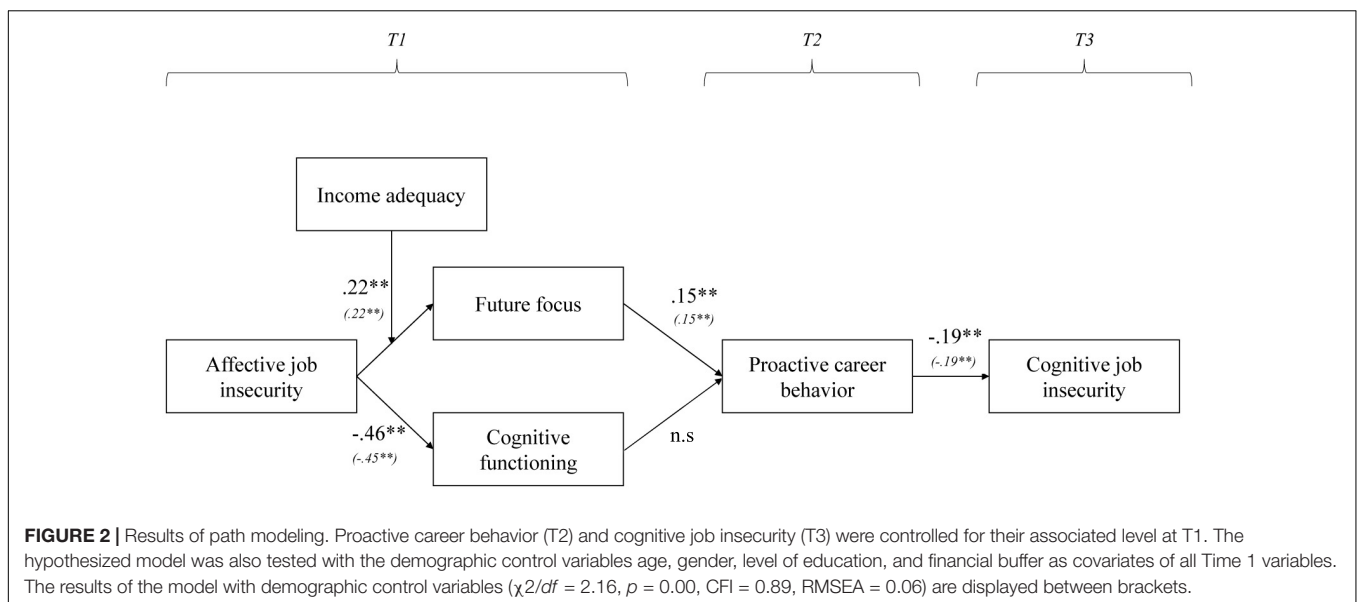 T1
T2
T3
Income adequacy
.22**
(.22**)
Future focus
.15**
(.15**)
Affective job
insecurity
Proactive career
behavior
-.19**
(-.19**)
Cognitive job
insecurity
-.46**
(-.45**)
Cognitive
functioning
n.s
FIGURE 2 | Results of path modeling. Proactive career behavior (T2) and cognitive job insecurity (T3) were controlled for their associated level at T1. The
hypothesized model was also tested with the demographic control variables age, gender, level of education, and financial buffer as covariates of all Time 1 variables.
The results of the model with demographic control variables (χ2/df = 2.16, p = 0.00, CFI = 0.89, RMSEA = 0.06) are displayed between brackets.